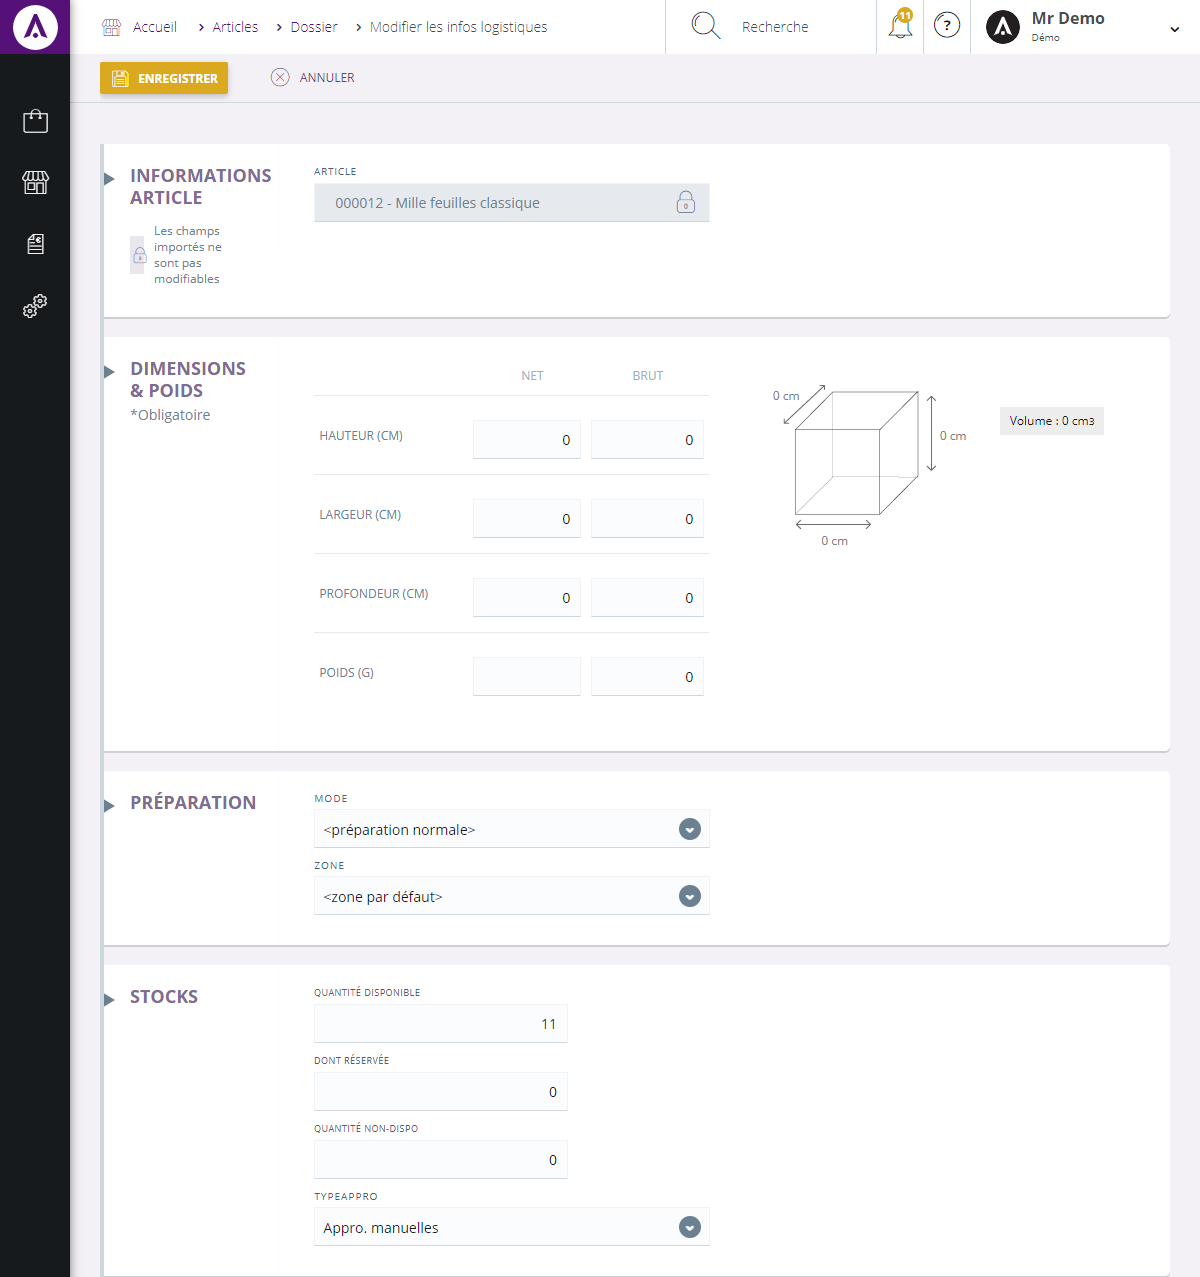 Accueil > Articles > Dossier > Modifier les infos logistiques
Recherche
11
?
Mr Demo
Démo
ENREGISTRER
ANNULER
INFORMATIONS
ARTICLE
Les champs
importés ne
sont pas
modifiables
ARTICLE
000012 - Mille feuilles classique
DIMENSIONS
& POIDS
*Obligatoire
NET BRUT
HAUTEUR (CM) 0 0
LARGEUR (CM) 0 0
PROFONDEUR (CM) 0 0
POIDS (G) 0
0 cm
0 cm
0 cm
Volume : 0 cm3
PRÉPARATION
MODE
<préparation normale>
ZONE
<zone par défaut>
STOCKS
QUANTITÉ DISPONIBLE
11
DONT RÉSERVÉE
0
QUANTITÉ NON-DISPO
0
TYPEAPPRO
Appro. manuelles